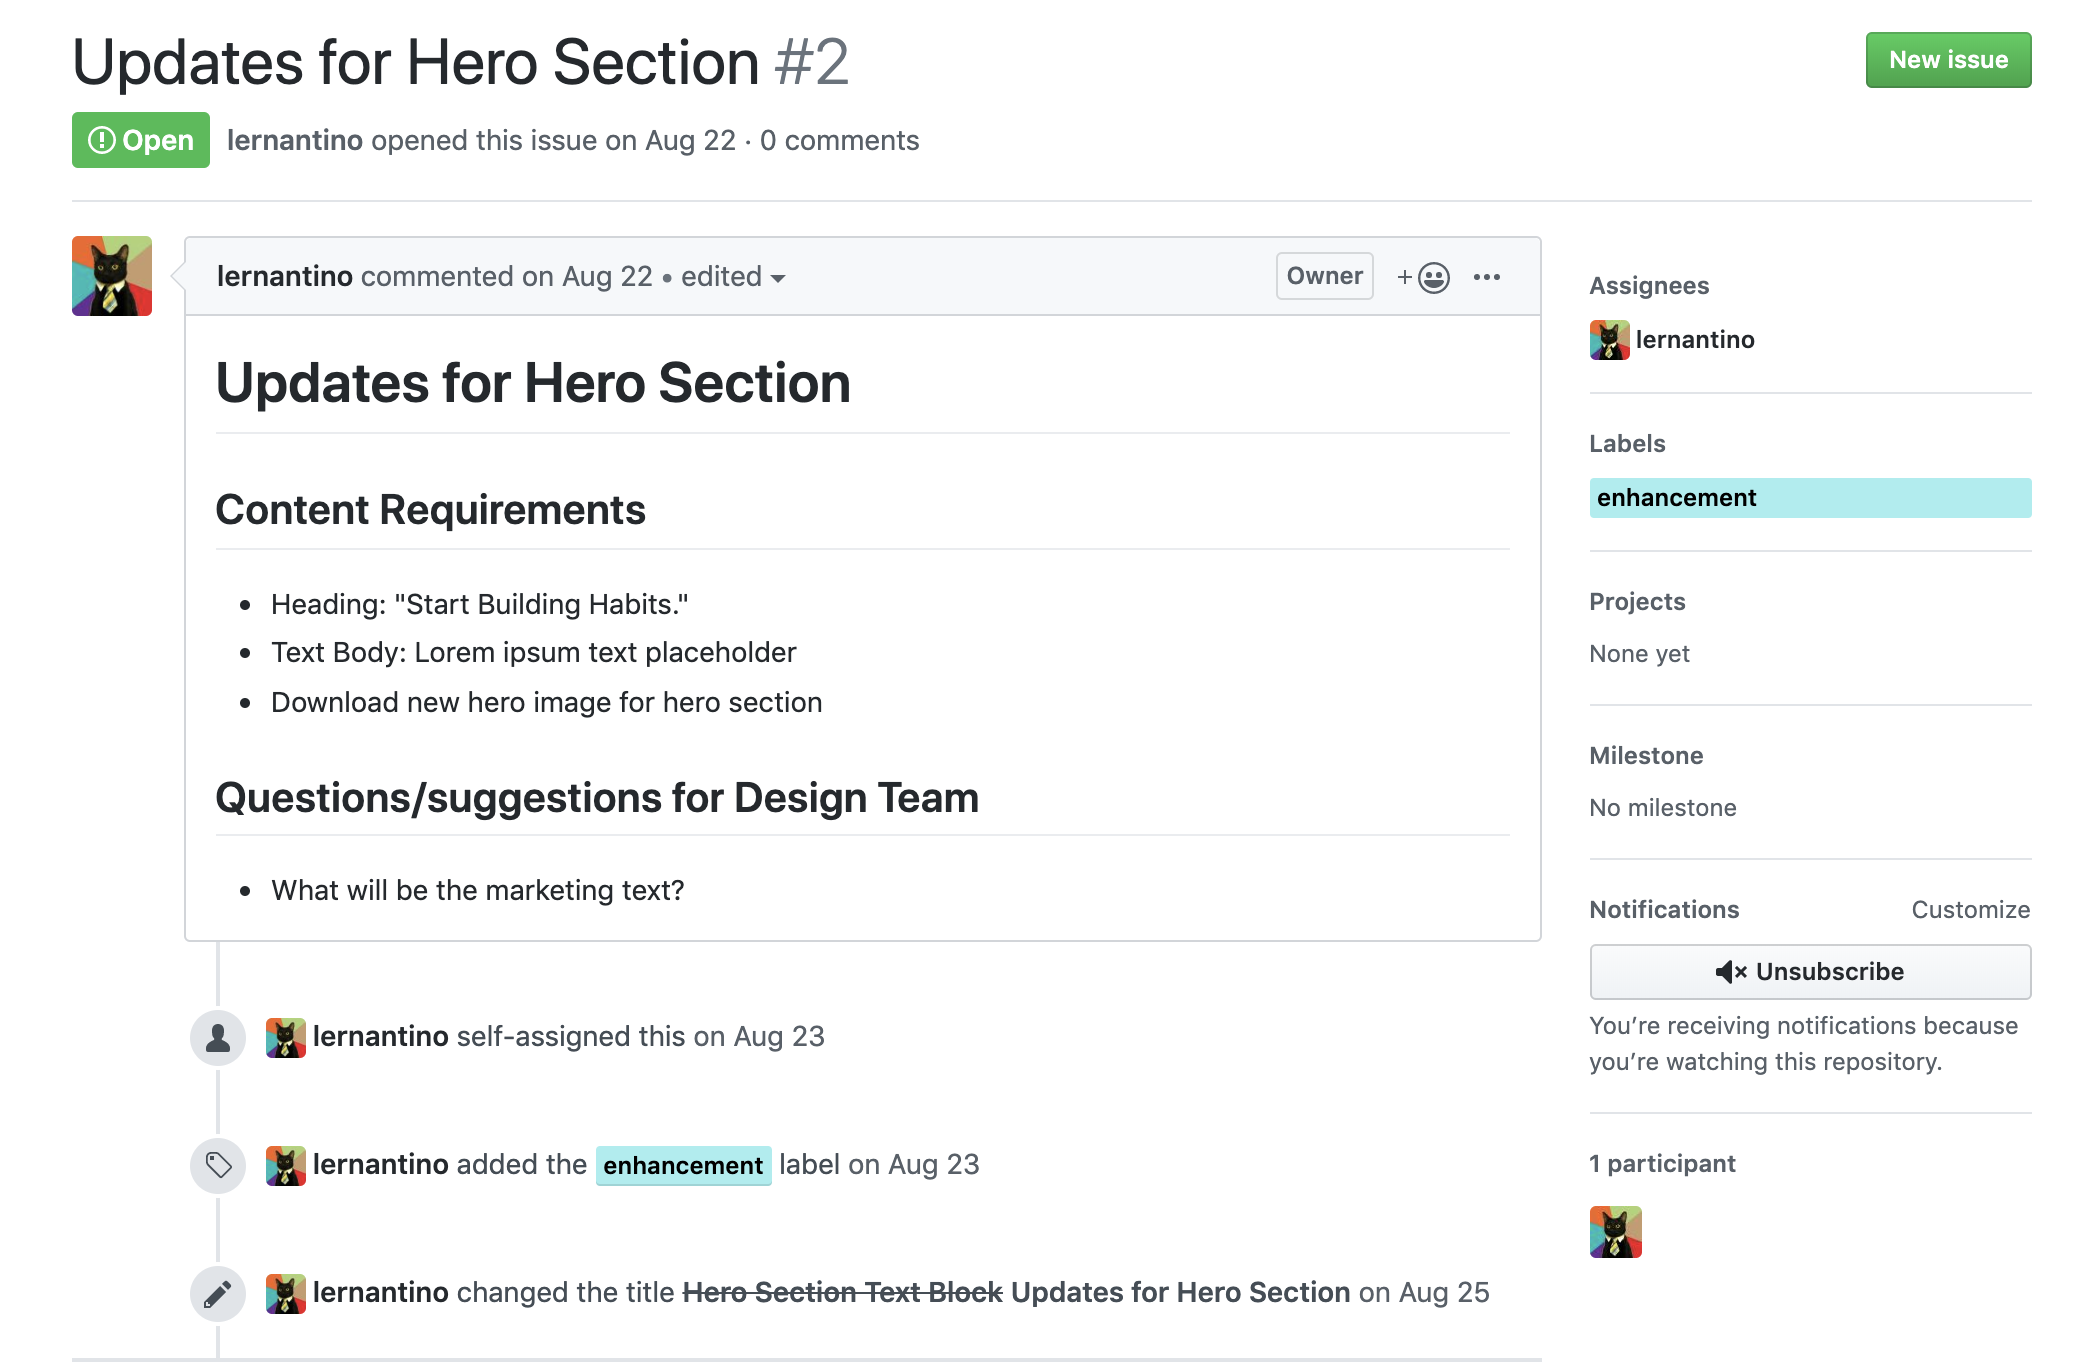 Updates for Hero Section #2
New issue
Open
lernantino opened this issue on Aug 22 · 0 comments
lernantino commented on Aug 22 • edited
Owner
Updates for Hero Section
Content Requirements
• Heading: "Start Building Habits."
• Text Body: Lorem ipsum text placeholder
• Download new hero image for hero section
Questions/suggestions for Design Team
• What will be the marketing text?
lernantino self-assigned this on Aug 23
lernantino added the enhancement label on Aug 23
lernantino changed the title Hero Section Text Block Updates for Hero Section on Aug 25
Assignees
lernantino
Labels
enhancement
Projects
None yet
Milestone
No milestone
Notifications
Customize
Unsubscribe
You’re receiving notifications because
you’re watching this repository.
1 participant